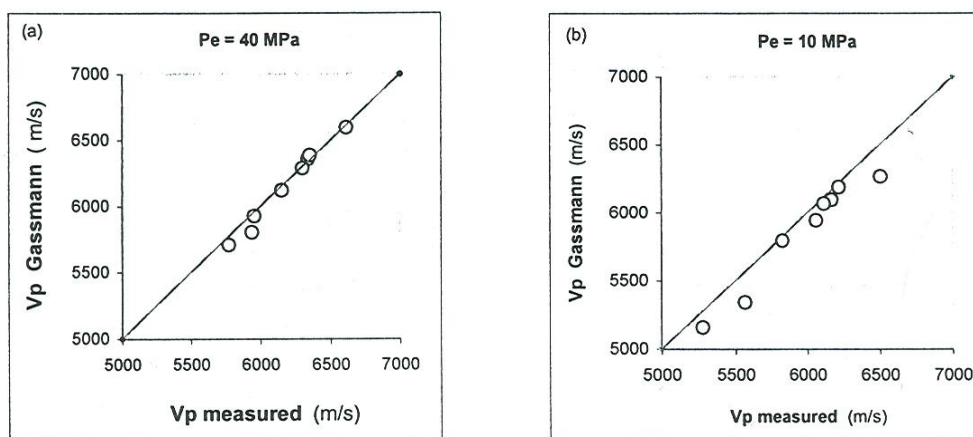 (a)
Pe = 40 MPa
Vp Gassmann ( m/s)
7000
6500
6000
5500
5000
5000 5500 6000 6500 7000
Vp measured (m/s)
(b)
Pe = 10 MPa
Vp Gassmann (m/s)
7000
6500
6000
5500
5000
5000 5500 6000 6500 7000
Vp measured (m/s)